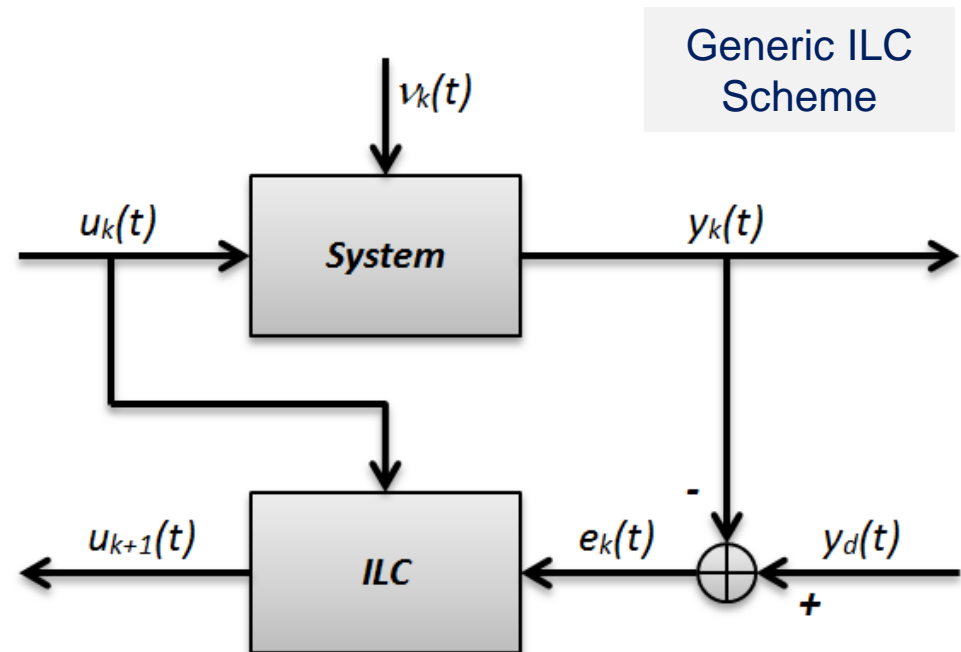 Generic ILC
Scheme
νk(t)
uk(t)
System
yk(t)
-
uk+1(t)
ILC
ek(t)
yd(t)
+